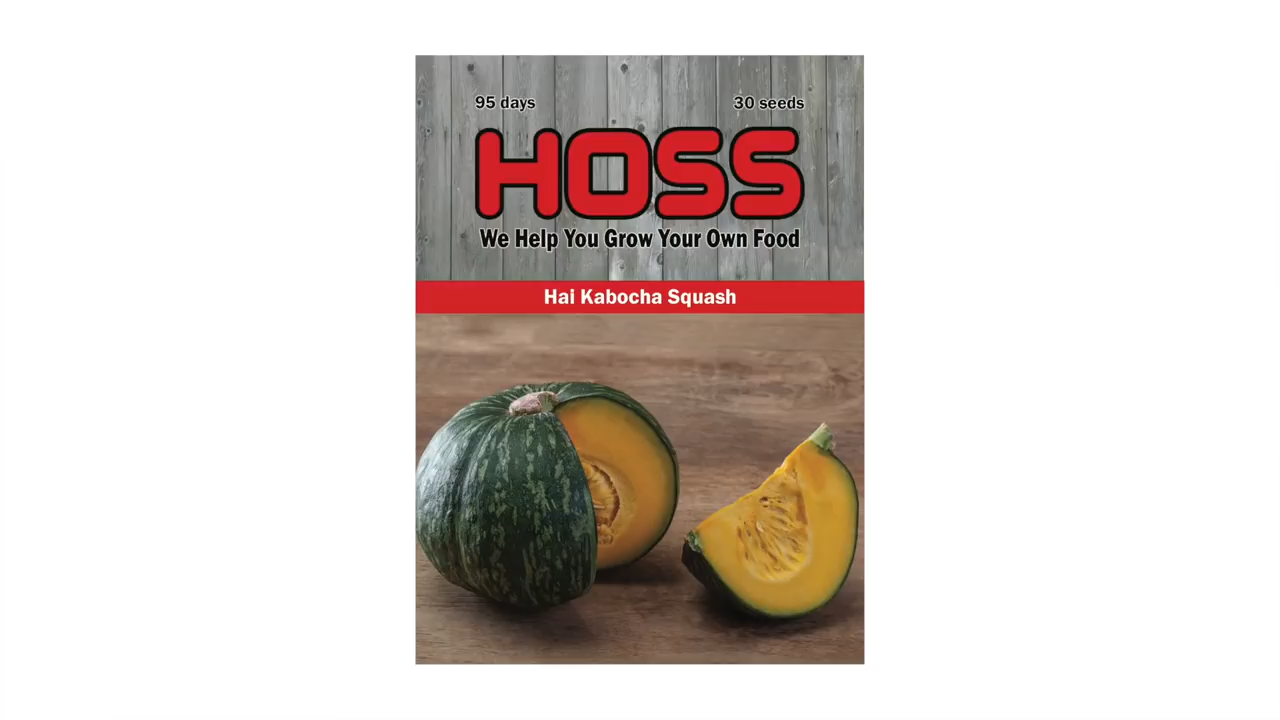 95 days
30 seeds
HOSS
We Help You Grow Your Own Food
Hai Kabocha Squash